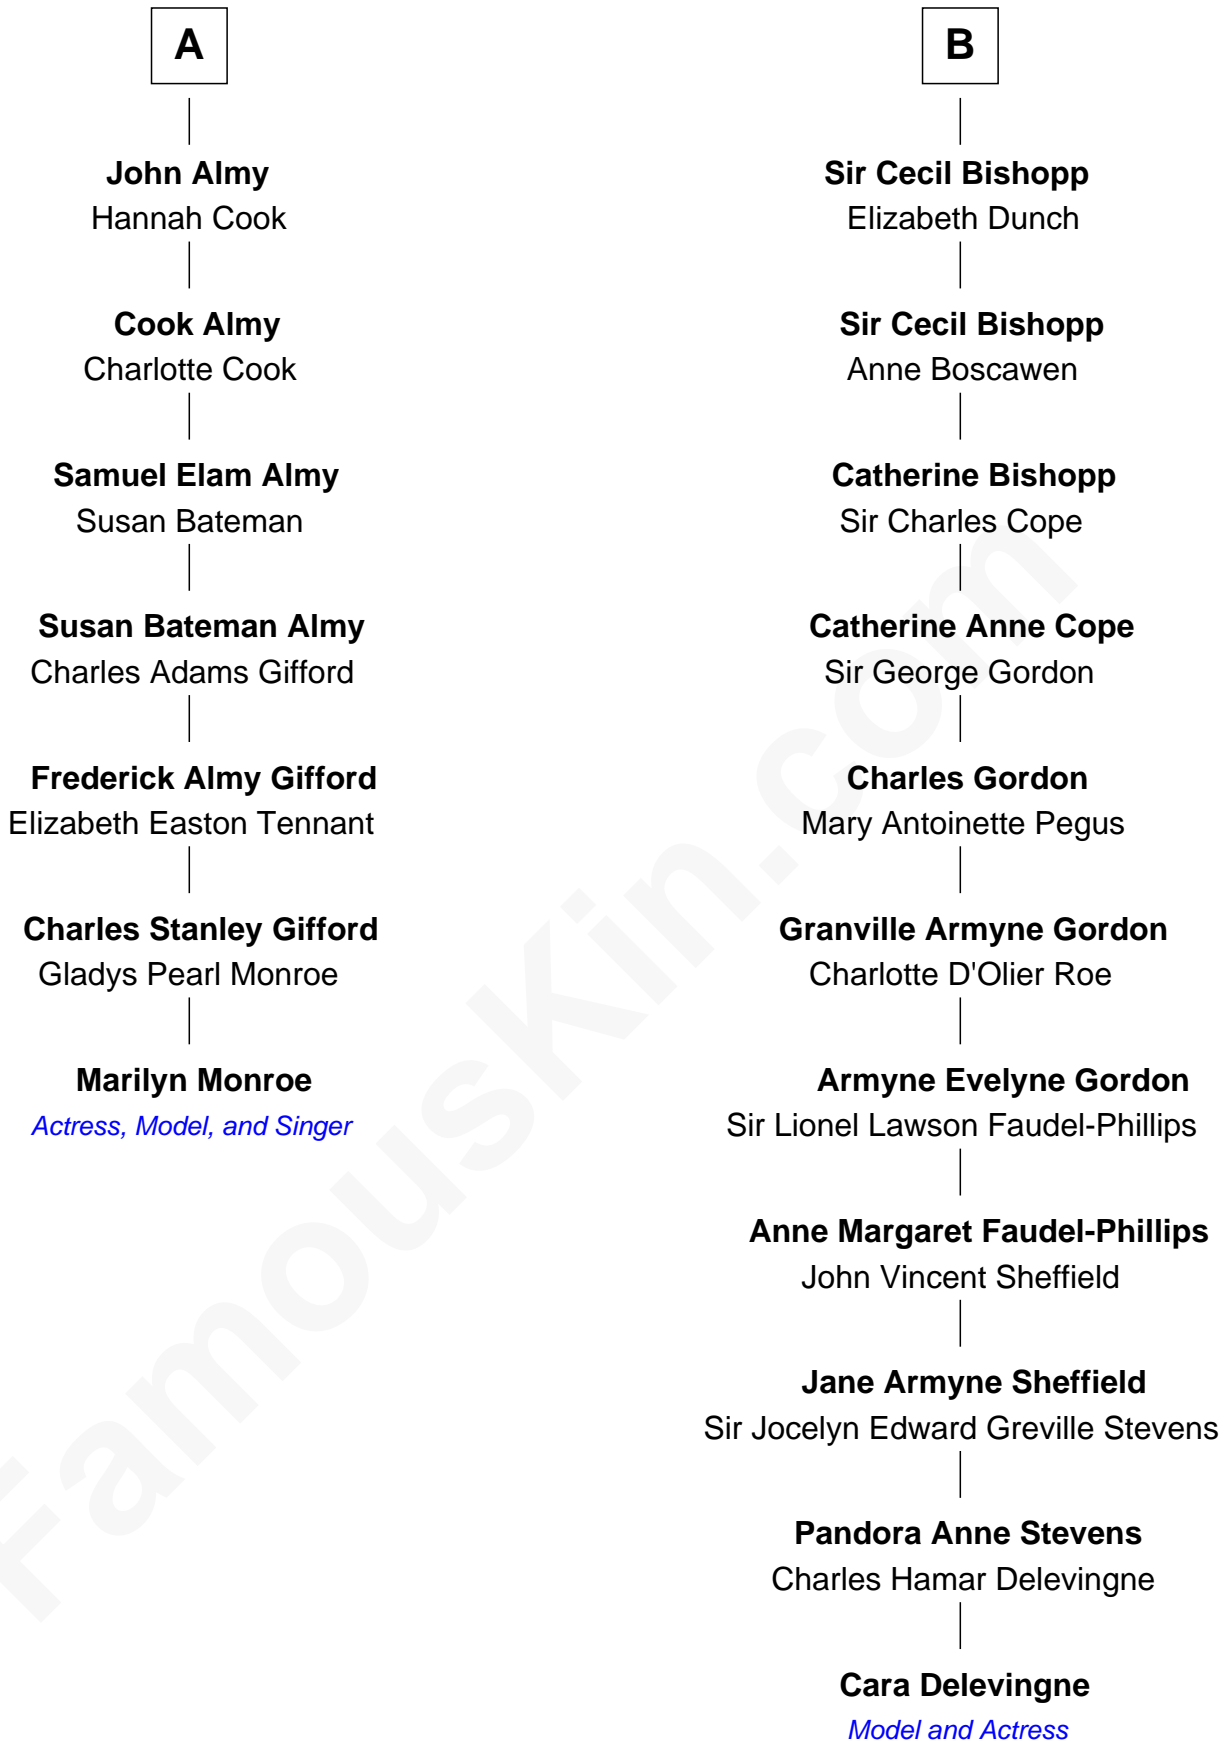 A
John Almy
Hannah Cook
Cook Almy
Charlotte Cook
Samuel Elam Almy
Susan Bateman
Susan Bateman Almy
Charles Adams Gifford
Frederick Almy Gifford
Elizabeth Easton Tennant
Charles Stanley Gifford
Gladys Pearl Monroe
Marilyn Monroe
Actress, Model, and Singer
B
Sir Cecil Bishopp
Elizabeth Dunch
Sir Cecil Bishopp
Anne Boscawen
Catherine Bishopp
Sir Charles Cope
Catherine Anne Cope
Sir George Gordon
Charles Gordon
Mary Antoinette Pegus
Granville Armyne Gordon
Charlotte D'Olier Roe
Armyne Evelyne Gordon
Sir Lionel Lawson Faudel-Phillips
Anne Margaret Faudel-Phillips
John Vincent Sheffield
Jane Armyne Sheffield
Sir Jocelyn Edward Greville Stevens
Pandora Anne Stevens
Charles Hamar Delevingne
Cara Delevingne
Model and Actress
FamousKin.com